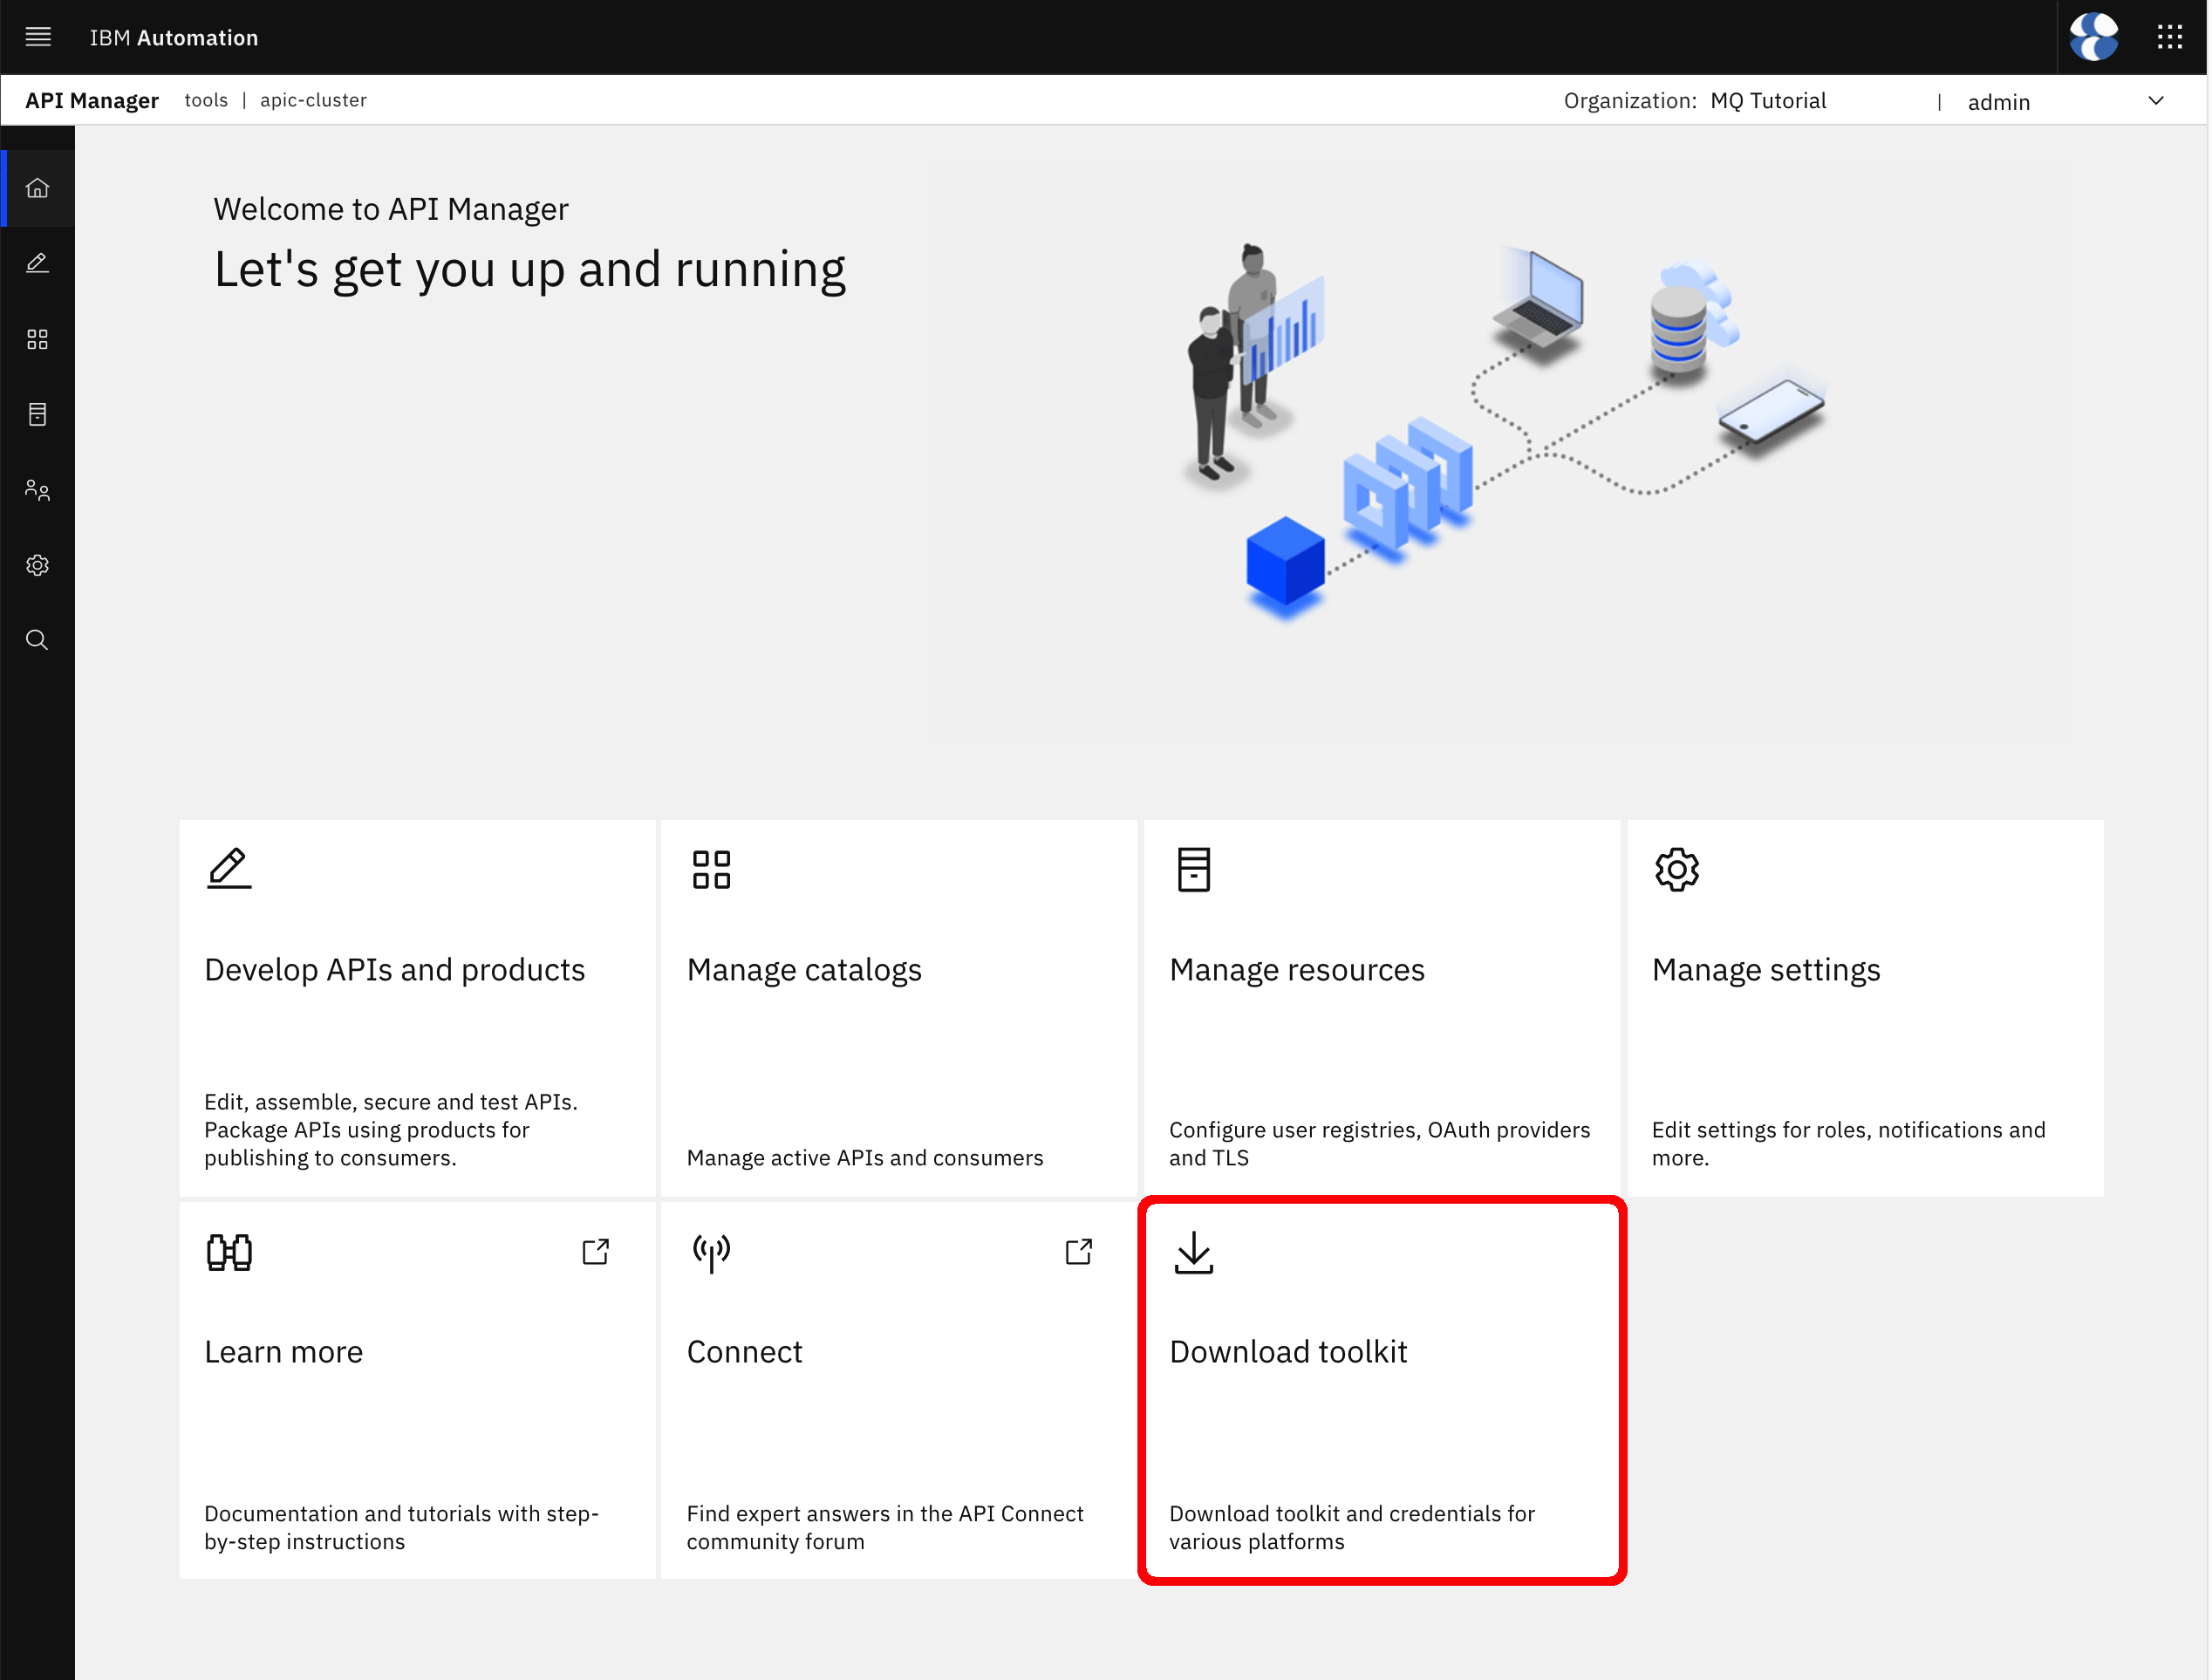 IBM Automation
API Manager tools | apic-cluster Organization: MQ Tutorial | admin
Welcome to API Manager
Let's get you up and running
Develop APIs and products
Edit, assemble, secure and test APIs.
Package APIs using products for
publishing to consumers.
Manage catalogs
Manage active APIs and consumers
Manage resources
Configure user registries, OAuth providers
and TLS
Manage settings
Edit settings for roles, notifications and
more.
Learn more
Documentation and tutorials with step-
by-step instructions
Connect
Find expert answers in the API Connect
community forum
Download toolkit
Download toolkit and credentials for
various platforms